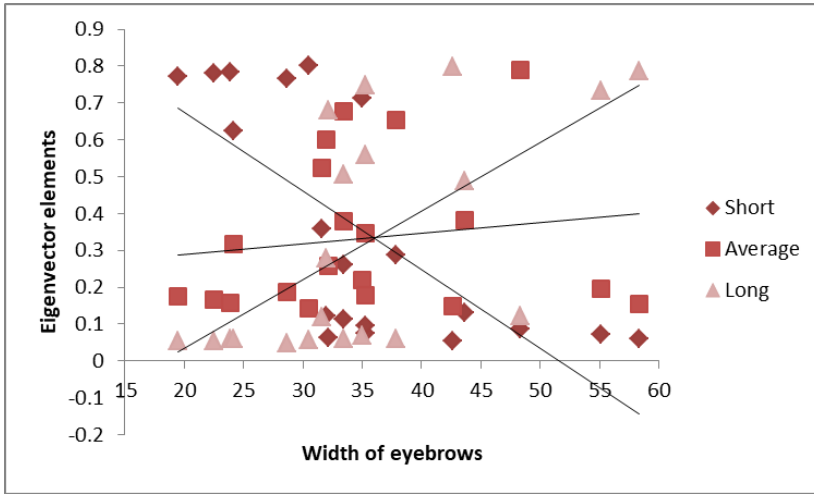 0.9
0.8
0.7
0.6
0.5
0.4
0.3
0.2
0.1
0
-0.1
-0.2
15 20 25 30 35 40 45 50 55 60
Eigenvector elements
Width of eyebrows
Short
Average
Long